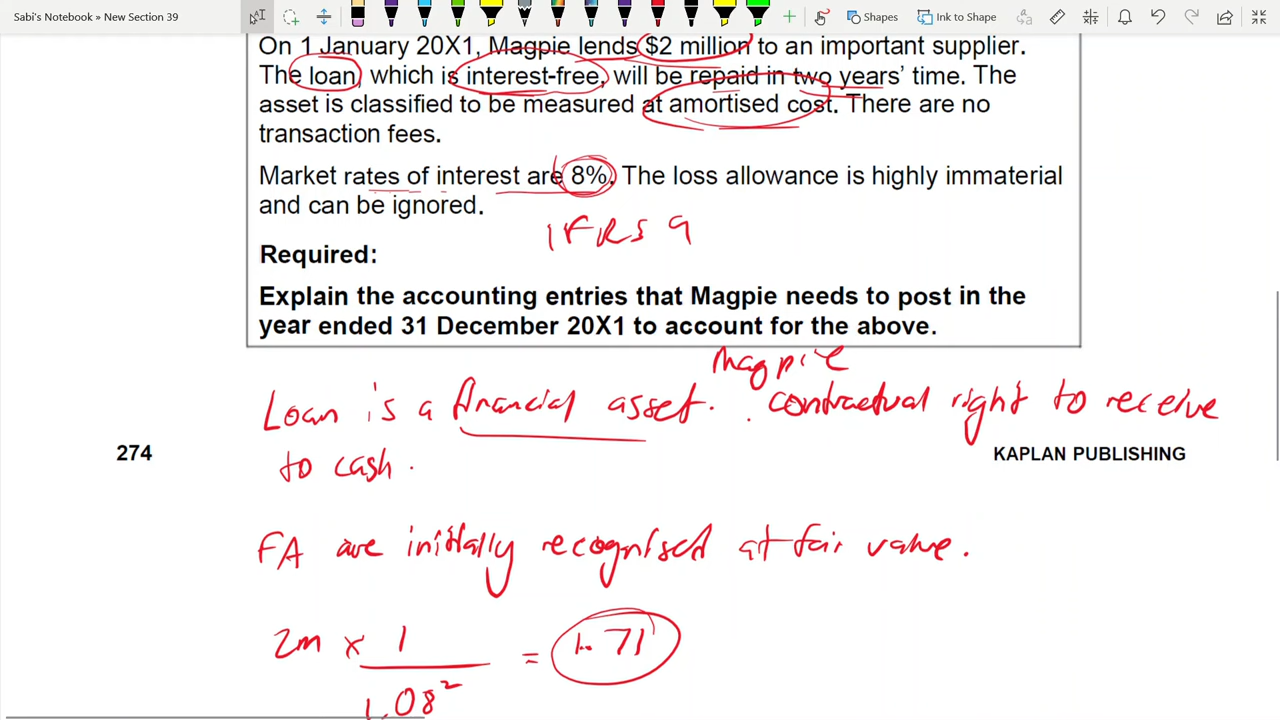 Sabi's Notebook » New Section 39
Shapes
Ink to Shape
On 1 January 20X1, Magpie lends $2 million to an important supplier.
The loan, which is interest-free, will be repaid in two years' time. The
asset is classified to be measured at amortised cost. There are no
transaction fees.
Market rates of interest are 8%. The loss allowance is highly immaterial
and can be ignored.
IFRS 9
Required:
Explain the accounting entries that Magpie needs to post in the
year ended 31 December 20X1 to account for the above.
Magpie
Loan is a financial asset. contractual right to receive
274
KAPLAN PUBLISHING
to cash.
FA are initially recognised at fair value.
2m x 1 = 1.71
1.08²